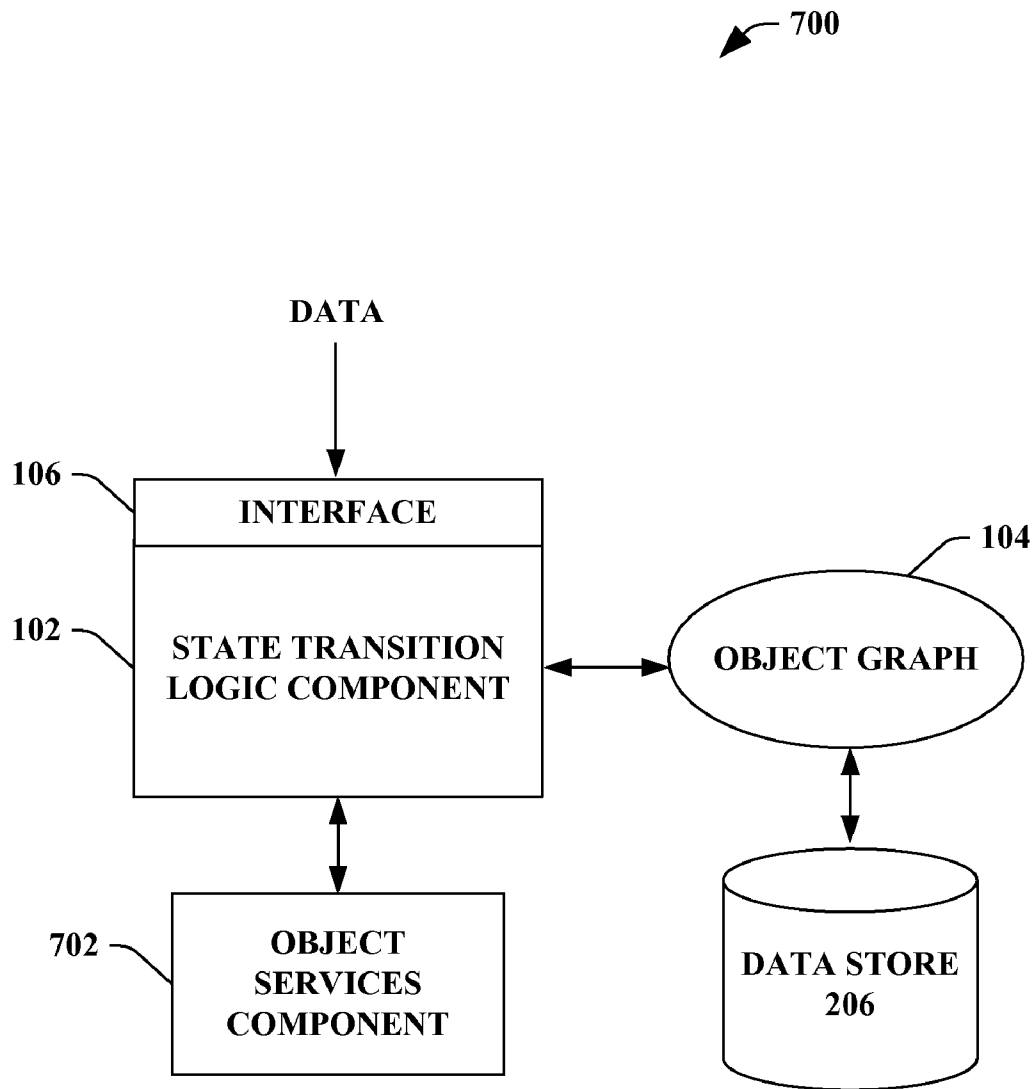 700
DATA
106
INTERFACE
104
102
STATE TRANSITION
LOGIC COMPONENT
OBJECT GRAPH
702
OBJECT
SERVICES
COMPONENT
DATA STORE
206